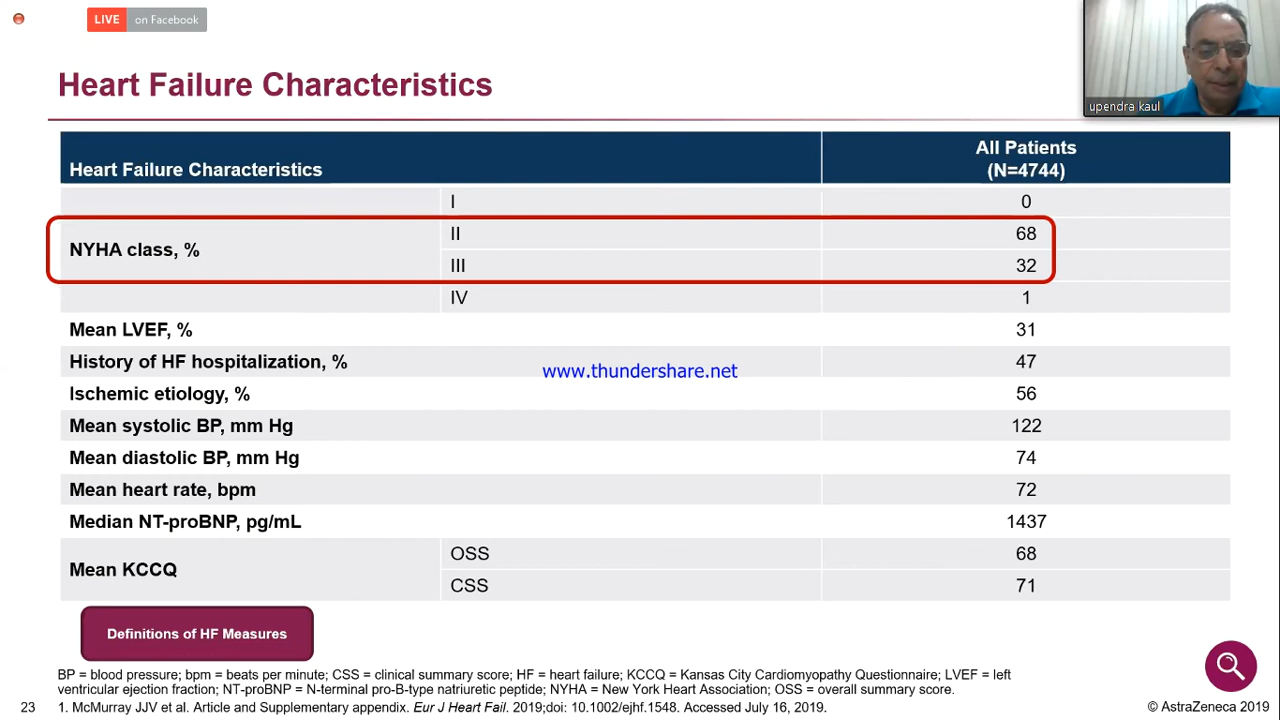 LIVE on Facebook
Heart Failure Characteristics
upendra kaul
Heart Failure Characteristics
All Patients
(N=4744)
I 0
NYHA class, %
II 68
III 32
IV 1
Mean LVEF, % 31
History of HF hospitalization, % 47
www.thundershare.net
Ischemic etiology, % 56
Mean systolic BP, mm Hg 122
Mean diastolic BP, mm Hg 74
Mean heart rate, bpm 72
Median NT-proBNP, pg/mL 1437
Mean KCCQ
OSS 68
CSS 71
Definitions of HF Measures
BP = blood pressure; bpm = beats per minute; CSS = clinical summary score; HF = heart failure; KCCQ = Kansas City Cardiomyopathy Questionnaire; LVEF = left
ventricular ejection fraction; NT-proBNP = N-terminal pro-B-type natriuretic peptide; NYHA = New York Heart Association; OSS = overall summary score.
23 1. McMurray JJV et al. Article and Supplementary appendix. Eur J Heart Fail. 2019;doi: 10.1002/ejhf.1548. Accessed July 16, 2019. © AstraZeneca 2019